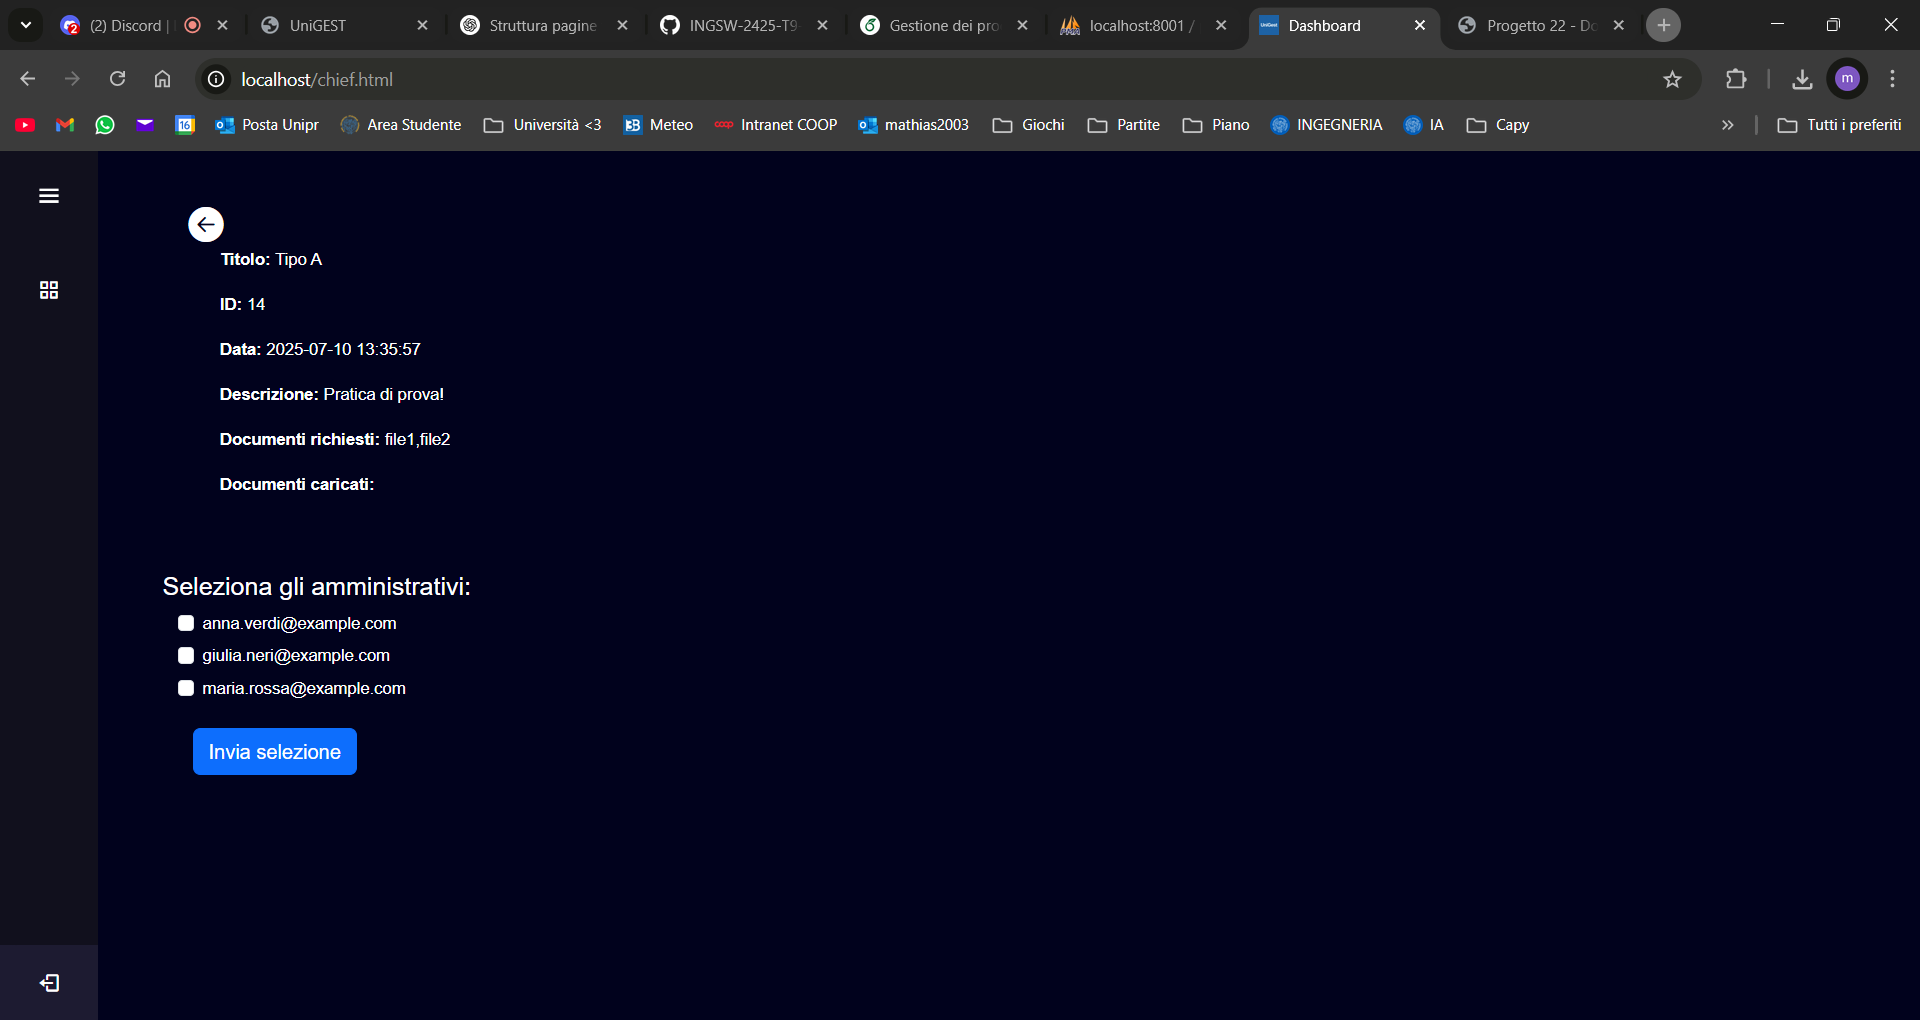 (2) Discord |
UniGEST
Struttura pagine
INGSW-2425-T9
Gestione dei pro
localhost:8001 /
Dashboard
Progetto 22 - Do
localhost/chief.html
m
Posta Unipr
Area Studente
Università <3
Meteo
Intranet COOP
mathias2003
Giochi
Partite
Piano
INGEGNERIA
IA
Capy
Tutti i preferiti
Titolo: Tipo A
ID: 14
Data: 2025-07-10 13:35:57
Descrizione: Pratica di prova!
Documenti richiesti: file1,file2
Documenti caricati:
Seleziona gli amministrativi:
anna.verdi@example.com
giulia.neri@example.com
maria.rossa@example.com
Invia selezione